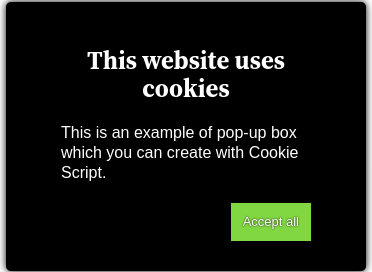 This website uses
cookies
This is an example of pop-up box
which you can create with Cookie
Script.
Accept all